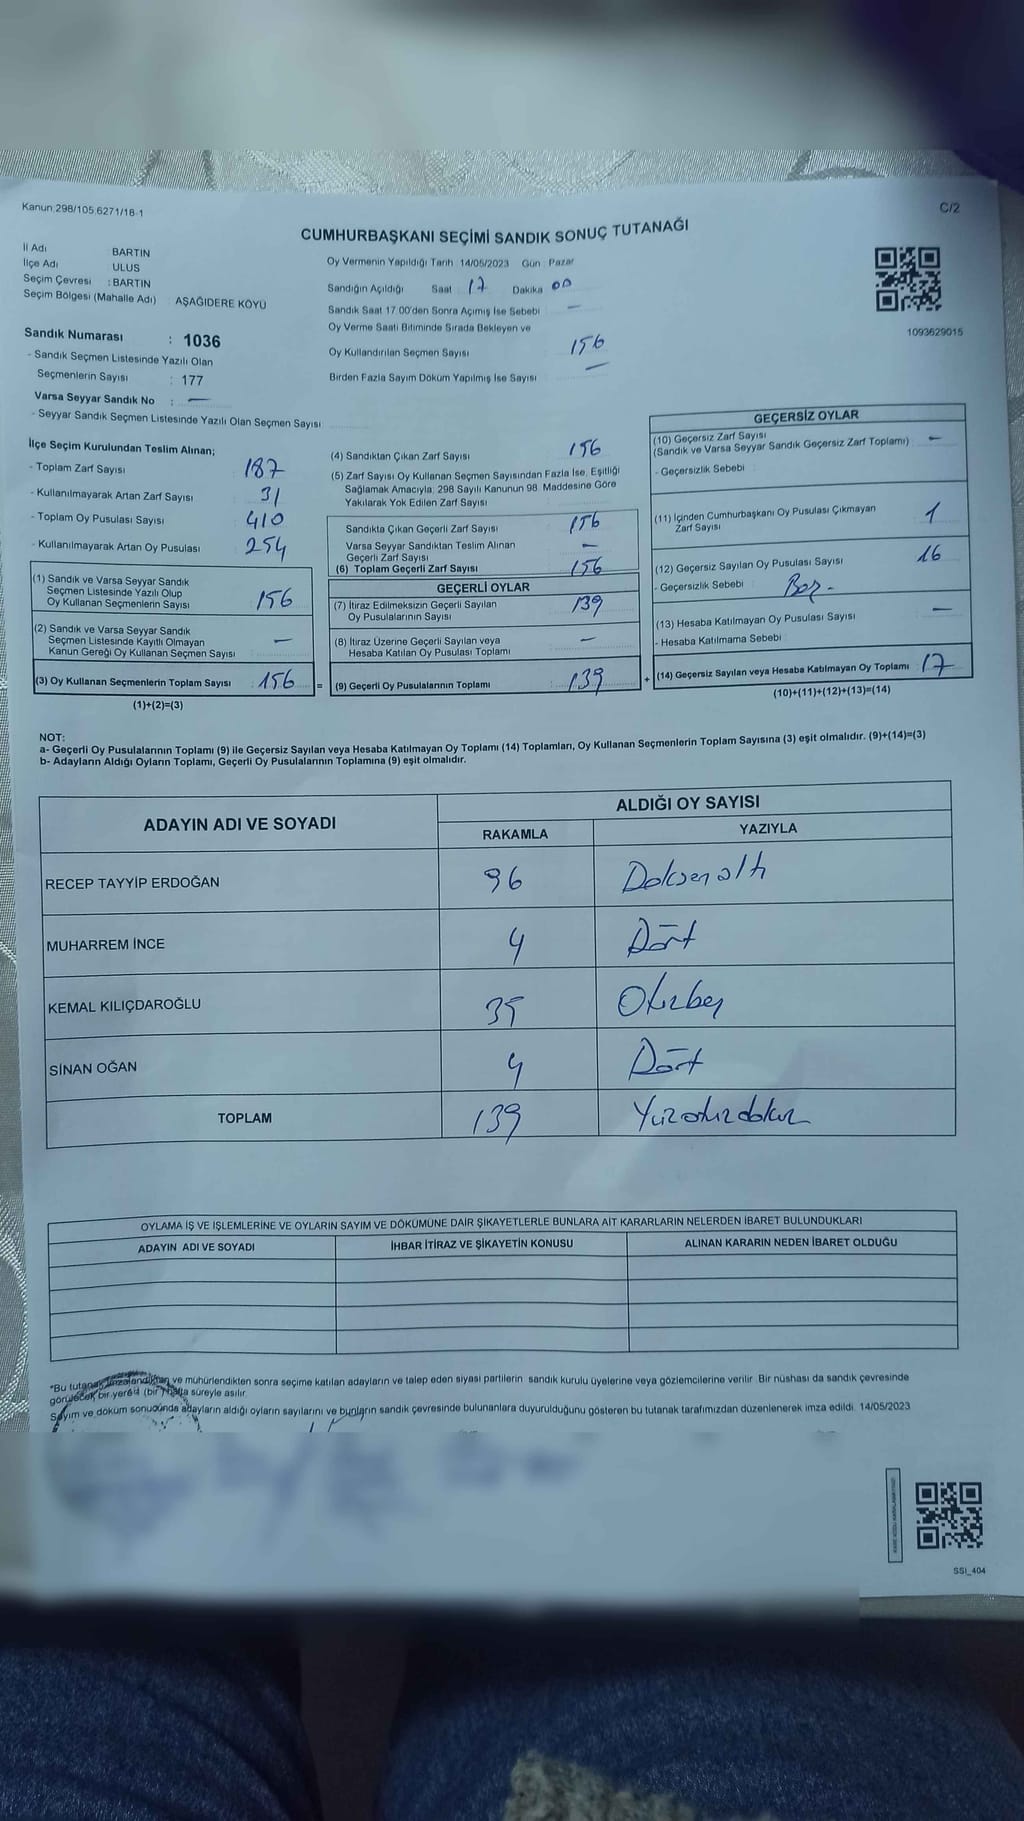 Kanun:298/105.6271/18-1
C/2
CUMHURBAŞKANI SEÇİMİ SANDIK SONUÇ TUTANAĞI
İl Adı : BARTIN
İlçe Adı : ULUS
Seçim Çevresi : BARTIN
Seçim Bölgesi (Mahalle Adı) : AŞAĞIDERE KÖYÜ
Sandık Numarası : 1036
- Sandık Seçmen Listesinde Yazılı Olan
Seçmenlerin Sayısı : 177
Varsa Seyyar Sandık No : —
- Seyyar Sandık Seçmen Listesinde Yazılı Olan Seçmen Sayısı
Oy Vermenin Yapıldığı Tarih : 14/05/2023 Gün : Pazar
Sandığın Açıldığı Saat : 17 Dakika 00
Sandık Saat 17:00'den Sonra Açımış İse Sebebi —
Oy Verme Saati Bitiminde Sırada Bekleyen ve
Oy Kullandırılan Seçmen Sayısı 156
Birden Fazla Sayım Döküm Yapılmış İse Sayısı —
1093629015
İlçe Seçim Kurulundan Teslim Alınan;
- Toplam Zarf Sayısı 187
- Kullanılmayarak Artan Zarf Sayısı 31
- Toplam Oy Pusulası Sayısı 410
- Kullanılmayarak Artan Oy Pusulası 254
(1) Sandık ve Varsa Seyyar Sandık
Seçmen Listesinde Yazılı Olup
Oy Kullanan Seçmenlerin Sayısı 156
(2) Sandık ve Varsa Seyyar Sandık
Seçmen Listesinde Kayıtlı Olmayan
Kanun Gereği Oy Kullanan Seçmen Sayısı —
(3) Oy Kullanan Seçmenlerin Toplam Sayısı : 156 =
(1)+(2)=(3)
(4) Sandıktan Çıkan Zarf Sayısı 156
(5) Zarf Sayısı Oy Kullanan Seçmen Sayısından Fazla İse, Eşitliği
Sağlamak Amacıyla; 298 Sayılı Kanunun 98. Maddesine Göre
Yakılarak Yok Edilen Zarf Sayısı
Sandıkta Çıkan Geçerli Zarf Sayısı 156
Varsa Seyyar Sandıktan Teslim Alınan
Geçerli Zarf Sayısı —
(6) Toplam Geçerli Zarf Sayısı 156
GEÇERLİ OYLAR
(7) İtiraz Edilmeksizin Geçerli Sayılan
Oy Pusulalarının Sayısı 139
(8) İtiraz Üzerine Geçerli Sayılan veya
Hesaba Katılan Oy Pusulası Toplamı —
(9) Geçerli Oy Pusulalarının Toplamı 139 +
GEÇERSİZ OYLAR
(10) Geçersiz Zarf Sayısı
(Sandık ve Varsa Seyyar Sandık Geçersiz Zarf Toplamı) —
- Geçersizlik Sebebi
(11) İçinden Cumhurbaşkanı Oy Pusulası Çıkmayan
Zarf Sayısı 1
(12) Geçersiz Sayılan Oy Pusulası Sayısı 16
- Geçersizlik Sebebi Boş -
(13) Hesaba Katılmayan Oy Pusulası Sayısı —
- Hesaba Katılmama Sebebi
(14) Geçersiz Sayılan veya Hesaba Katılmayan Oy Toplamı 17
(10)+(11)+(12)+(13)=(14)
NOT:
a- Geçerli Oy Pusulalarının Toplamı (9) ile Geçersiz Sayılan veya Hesaba Katılmayan Oy Toplamı (14) Toplamları, Oy Kullanan Seçmenlerin Toplam Sayısına (3) eşit olmalıdır. (9)+(14)=(3)
b- Adayların Aldığı Oyların Toplamı, Geçerli Oy Pusulalarının Toplamına (9) eşit olmalıdır.
ADAYIN ADI VE SOYADI
ALDIĞI OY SAYISI
RAKAMLA YAZIYLA
RECEP TAYYİP ERDOĞAN 96 Doksanaltı
MUHARREM İNCE 4 Dört
KEMAL KILIÇDAROĞLU 35 Otuzbeş
SİNAN OĞAN 4 Dört
TOPLAM 139 Yüzotuzdokuz
OYLAMA İŞ VE İŞLEMLERİNE VE OYLARIN SAYIM VE DÖKÜMÜNE DAİR ŞİKAYETLERLE BUNLARA AİT KARARLARIN NELERDEN İBARET BULUNDUKLARI
ADAYIN ADI VE SOYADI İHBAR İTİRAZ VE ŞİKAYETİN KONUSU ALINAN KARARIN NEDEN İBARET OLDUĞU
*Bu tutanak imzalandıktan ve mühürlendikten sonra seçime katılan adayların ve talep eden siyasi partilerin sandık kurulu üyelerine veya gözlemcilerine verilir. Bir nüshası da sandık çevresinde
görülecek bir yerde (bir) hafta süreyle asılır.
Sayım ve döküm sonucunda adayların aldığı oyların sayılarını ve bunların sandık çevresinde bulunanlara duyurulduğunu gösteren bu tutanak tarafımızdan düzenlenerek imza edildi. 14/05/2023
SSI_404